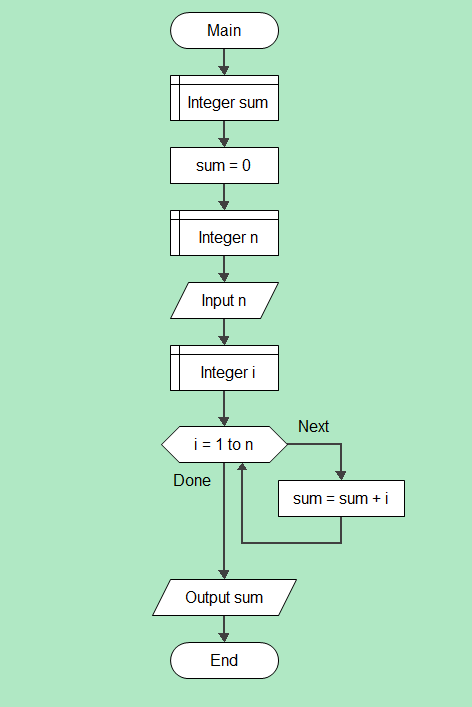 Main
Integer sum
sum = 0
Integer n
Input n
Integer i
i = 1 to n
Next
Done
sum = sum + i
Output sum
End